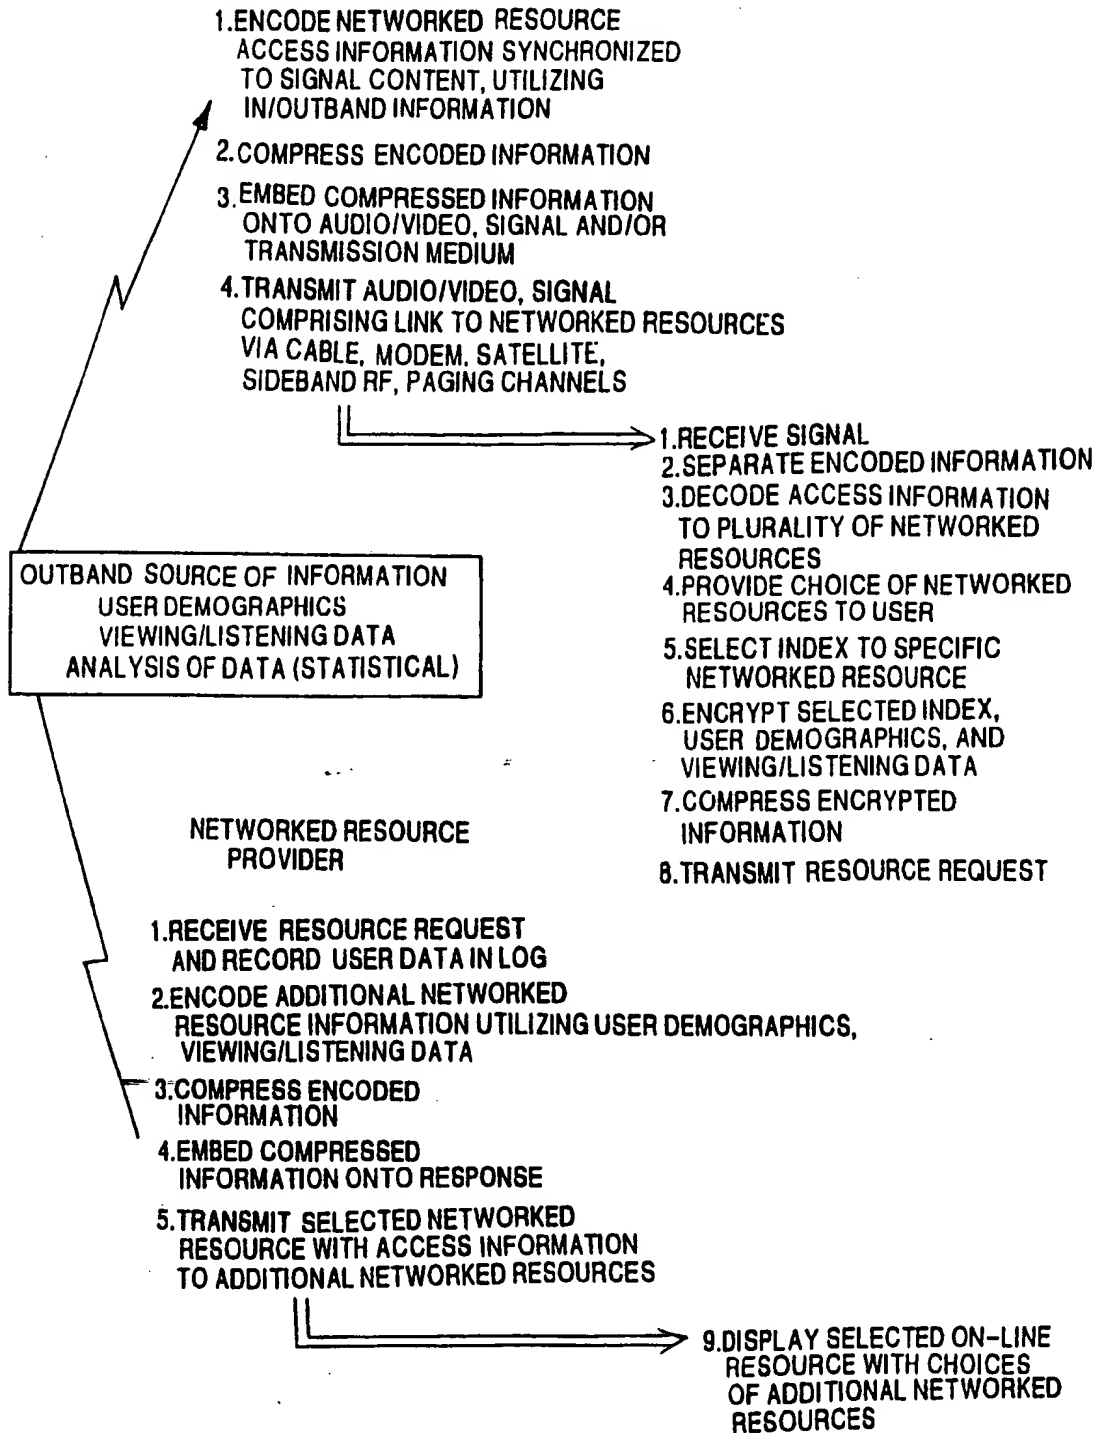 1.ENCODE NETWORKED RESOURCE
ACCESS INFORMATION SYNCHRONIZED
TO SIGNAL CONTENT, UTILIZING
IN/OUTBAND INFORMATION
2.COMPRESS ENCODED INFORMATION
3.EMBED COMPRESSED INFORMATION
ONTO AUDIO/VIDEO, SIGNAL AND/OR
TRANSMISSION MEDIUM
4.TRANSMIT AUDIO/VIDEO, SIGNAL
COMPRISING LINK TO NETWORKED RESOURCES
VIA CABLE, MODEM. SATELLITE,
SIDEBAND RF, PAGING CHANNELS
1.RECEIVE SIGNAL
2.SEPARATE ENCODED INFORMATION
3.DECODE ACCESS INFORMATION
TO PLURALITY OF NETWORKED
RESOURCES
4.PROVIDE CHOICE OF NETWORKED
RESOURCES TO USER
5.SELECT INDEX TO SPECIFIC
NETWORKED RESOURCE
6.ENCRYPT SELECTED INDEX,
USER DEMOGRAPHICS, AND
VIEWING/LISTENING DATA
7.COMPRESS ENCRYPTED
INFORMATION
8.TRANSMIT RESOURCE REQUEST
OUTBAND SOURCE OF INFORMATION
USER DEMOGRAPHICS
VIEWING/LISTENING DATA
ANALYSIS OF DATA (STATISTICAL)
NETWORKED RESOURCE
PROVIDER
1.RECEIVE RESOURCE REQUEST
AND RECORD USER DATA IN LOG
2.ENCODE ADDITIONAL NETWORKED
RESOURCE INFORMATION UTILIZING USER DEMOGRAPHICS,
VIEWING/LISTENING DATA
3.COMPRESS ENCODED
INFORMATION
4.EMBED COMPRESSED
INFORMATION ONTO RESPONSE
5.TRANSMIT SELECTED NETWORKED
RESOURCE WITH ACCESS INFORMATION
TO ADDITIONAL NETWORKED RESOURCES
9.DISPLAY SELECTED ON-LINE
RESOURCE WITH CHOICES
OF ADDITIONAL NETWORKED
RESOURCES